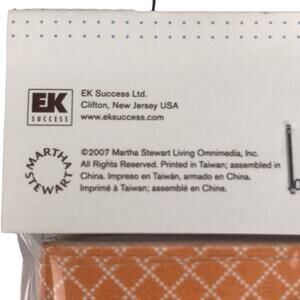 EK
SUCCESS
EK Success Ltd.
Clifton, New Jersey USA
www.eksuccess.com
MARTHA
STEWART
©2007 Martha Stewart Living Omnimedia, Inc.
All Rights Reserved. Printed in Taiwan; assembled in
China. Impreso en Taiwán, armado en China.
Imprimé à Taiwan; assemblé en Chine.